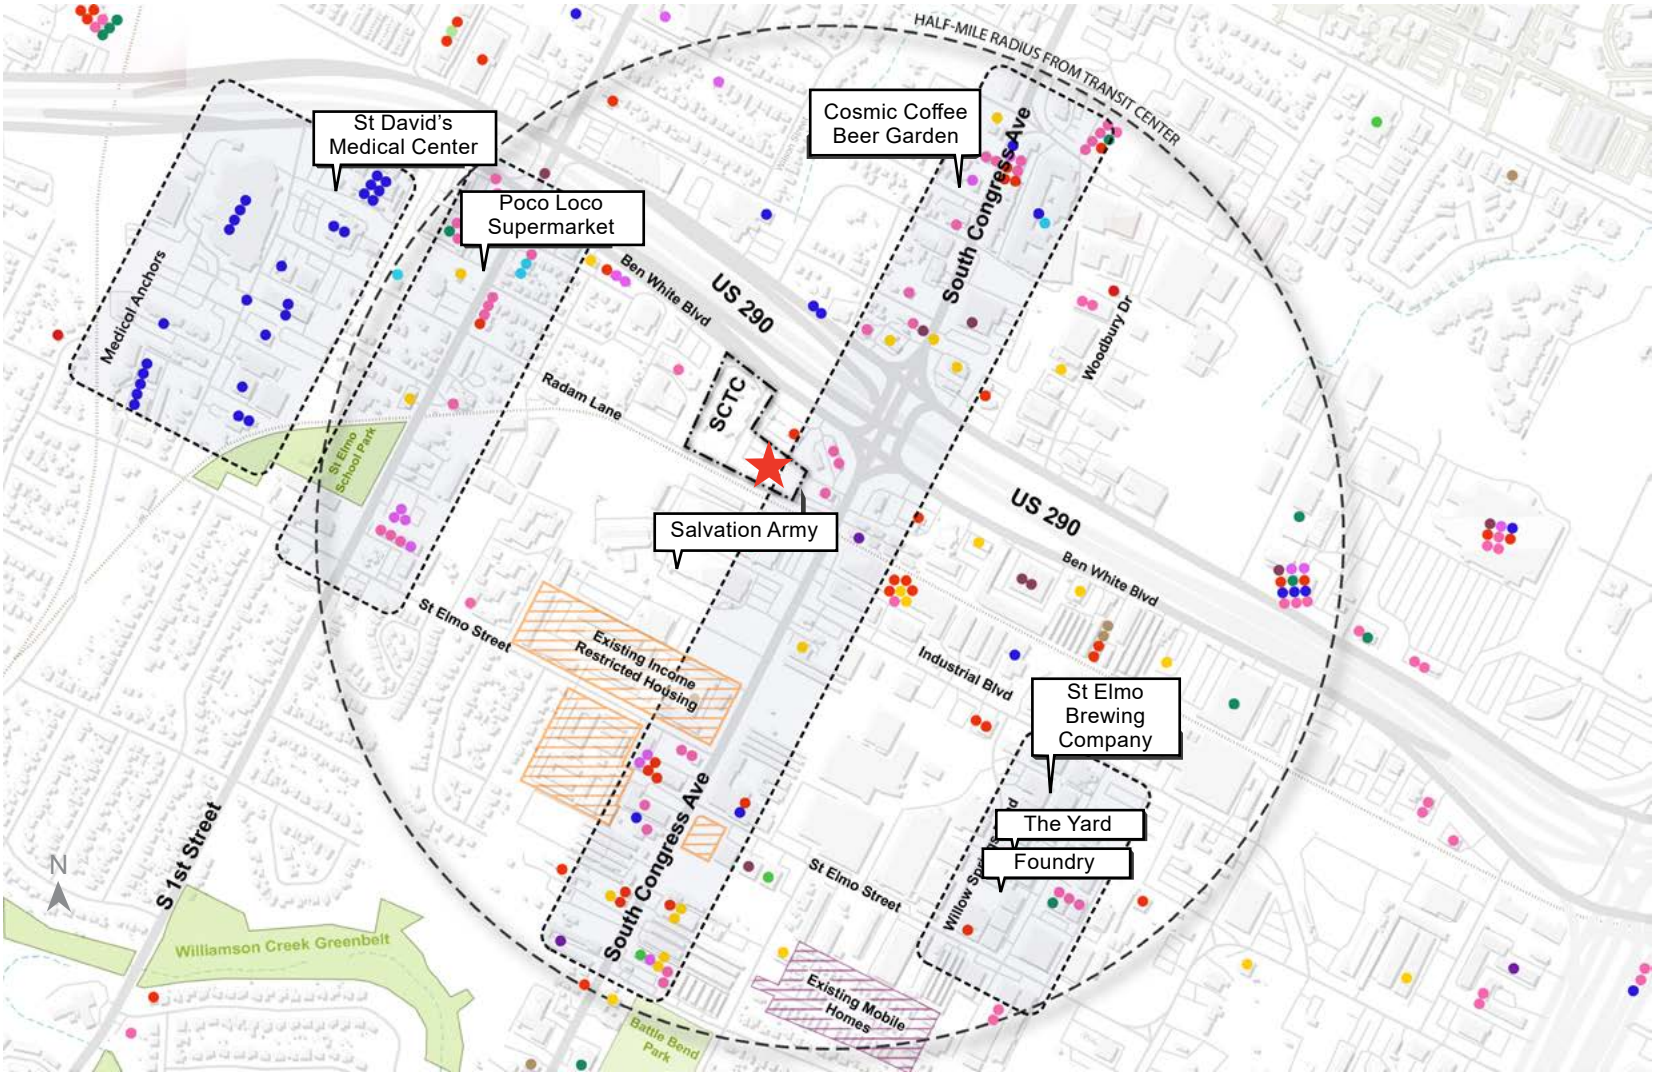 HALF-MILE RADIUS FROM TRANSIT CENTER
St David's
Medical Center
Cosmic Coffee
Beer Garden
South Congress Ave
Poco Loco
Supermarket
Medical Anchors
Ben White Blvd
US 290
Woodbury Dr
Radam Lane
SCTC
St Elmo
School Park
Salvation Army
US 290
Ben White Blvd
St Elmo Street
Existing Income
Restricted Housing
Industrial Blvd
St Elmo
Brewing
Company
The Yard
Foundry
South Congress Ave
St Elmo Street
S 1st Street
N
Williamson Creek Greenbelt
Existing Mobile
Homes
Battle Bend
Park